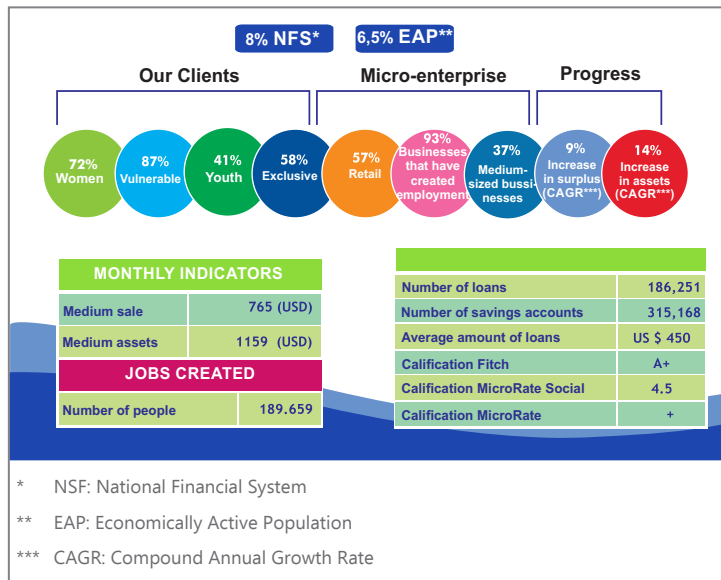 8% NFS*
6,5% EAP**
Our Clients
Micro-enterprise
Progress
72%
Women
87%
Vulnerable
41%
Youth
58%
Exclusive
57%
Retail
93%
Businesses
that have
created
employment
37%
Medium-
sized bussi-
nesses
9%
Increase
in surplus
(CAGR***)
14%
Increase
in assets
(CAGR***)
MONTHLY INDICATORS
Medium sale 765 (USD)
Medium assets 1159 (USD)
JOBS CREATED
Number of people 189.659
Number of loans 186,251
Number of savings accounts 315,168
Average amount of loans US $ 450
Calification Fitch A+
Calification MicroRate Social 4.5
Calification MicroRate +
* NSF: National Financial System
** EAP: Economically Active Population
*** CAGR: Compound Annual Growth Rate